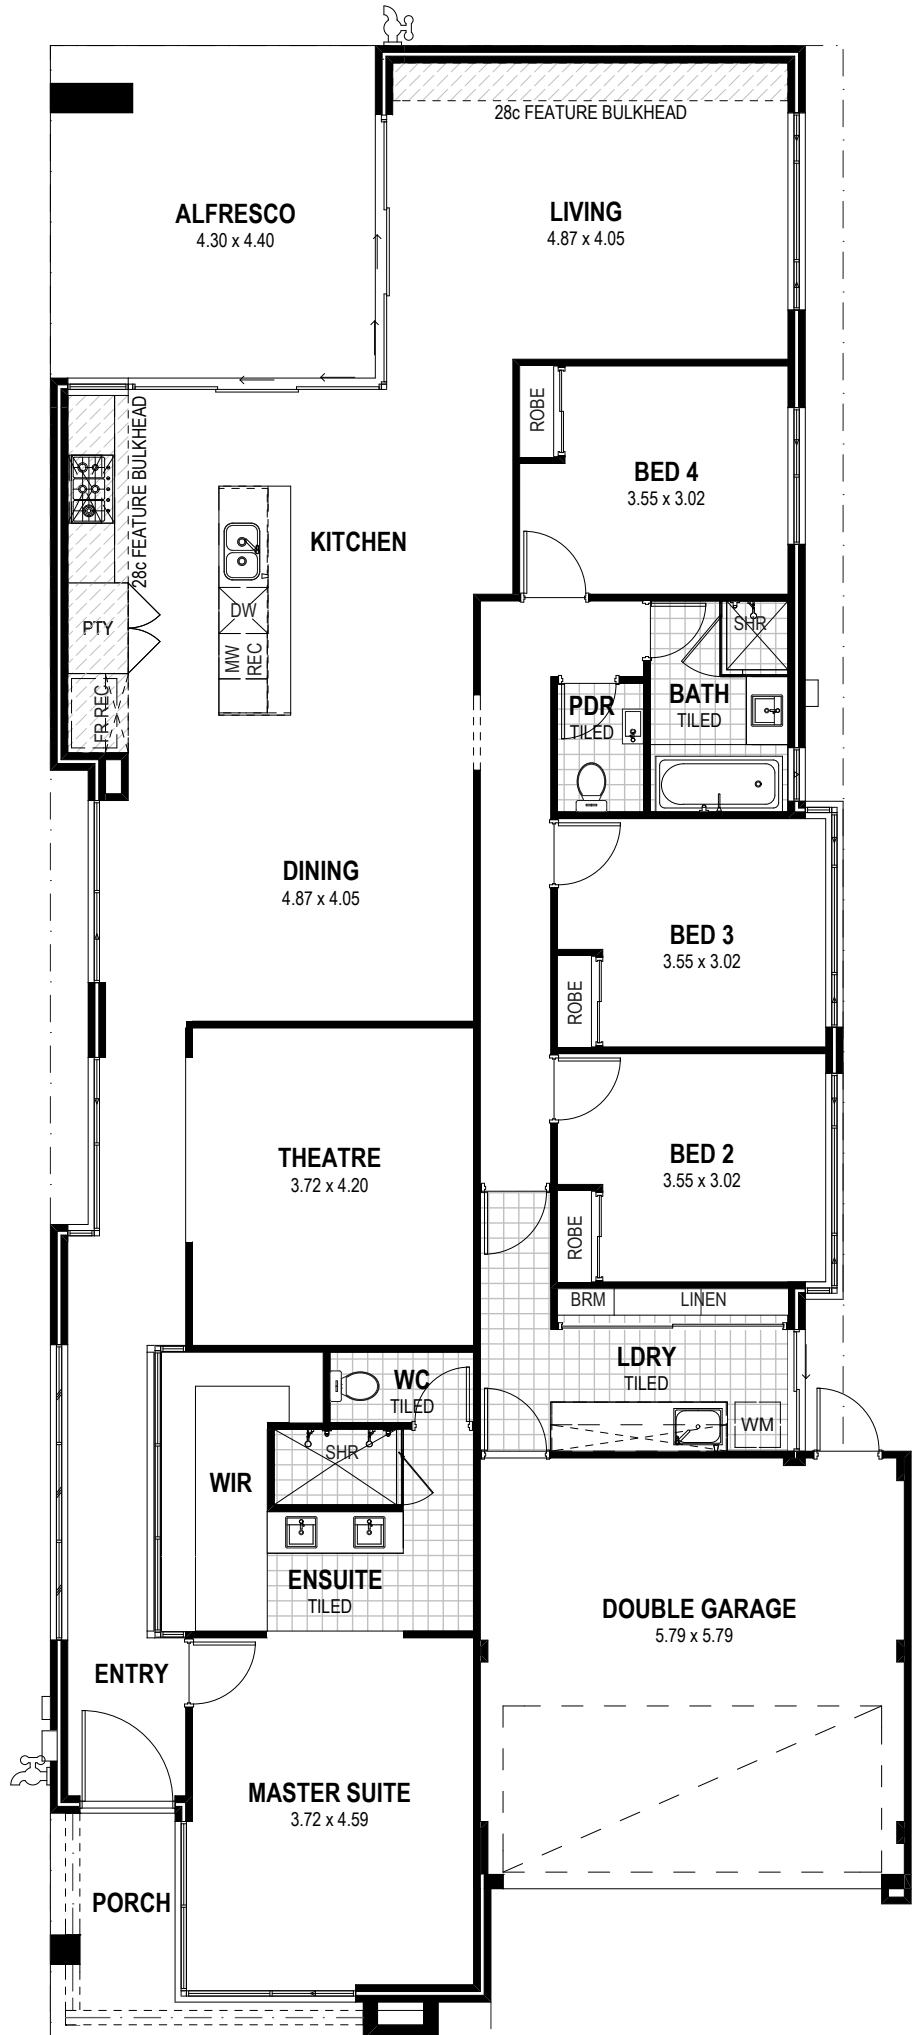 28c FEATURE BULKHEAD
ALFRESCO
4.30 x 4.40
LIVING
4.87 x 4.05
ROBE
BED 4
3.55 x 3.02
28c FEATURE BULKHEAD
KITCHEN
DW
PTY
MW
REC
FR REC
SHR
BATH
TILED
PDR
TILED
DINING
4.87 x 4.05
BED 3
3.55 x 3.02
ROBE
THEATRE
3.72 x 4.20
BED 2
3.55 x 3.02
ROBE
BRM
LINEN
LDRY
TILED
WC
TILED
WM
SHR
WIR
ENSUITE
TILED
DOUBLE GARAGE
5.79 x 5.79
ENTRY
MASTER SUITE
3.72 x 4.59
PORCH